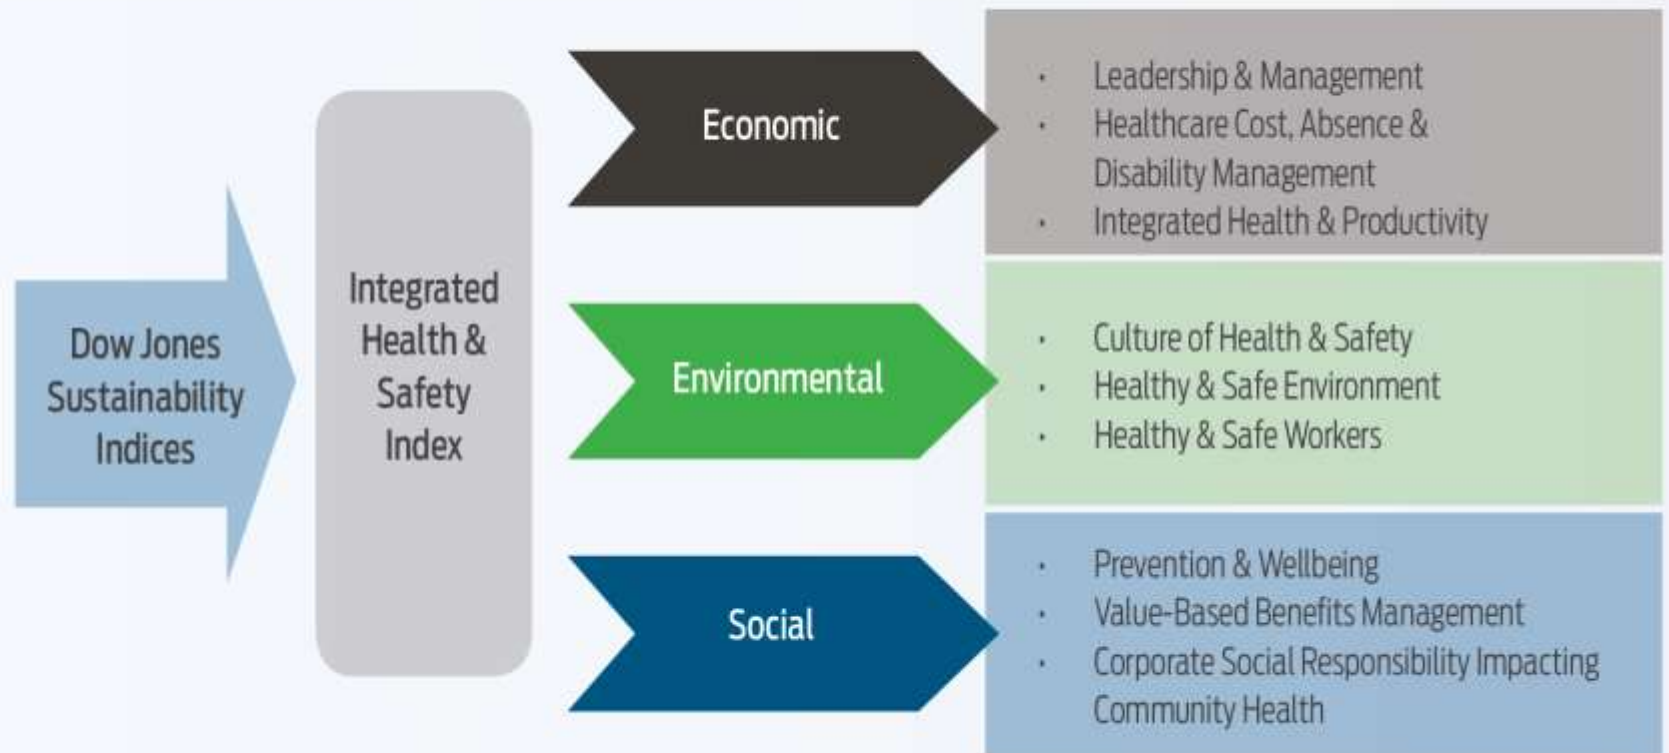 Dow Jones
Sustainability
Indices
Integrated
Health &
Safety
Index
Economic
· Leadership & Management
· Healthcare Cost, Absence &
Disability Management
· Integrated Health & Productivity
Environmental
· Culture of Health & Safety
· Healthy & Safe Environment
· Healthy & Safe Workers
Social
· Prevention & Wellbeing
· Value-Based Benefits Management
· Corporate Social Responsibility Impacting
Community Health